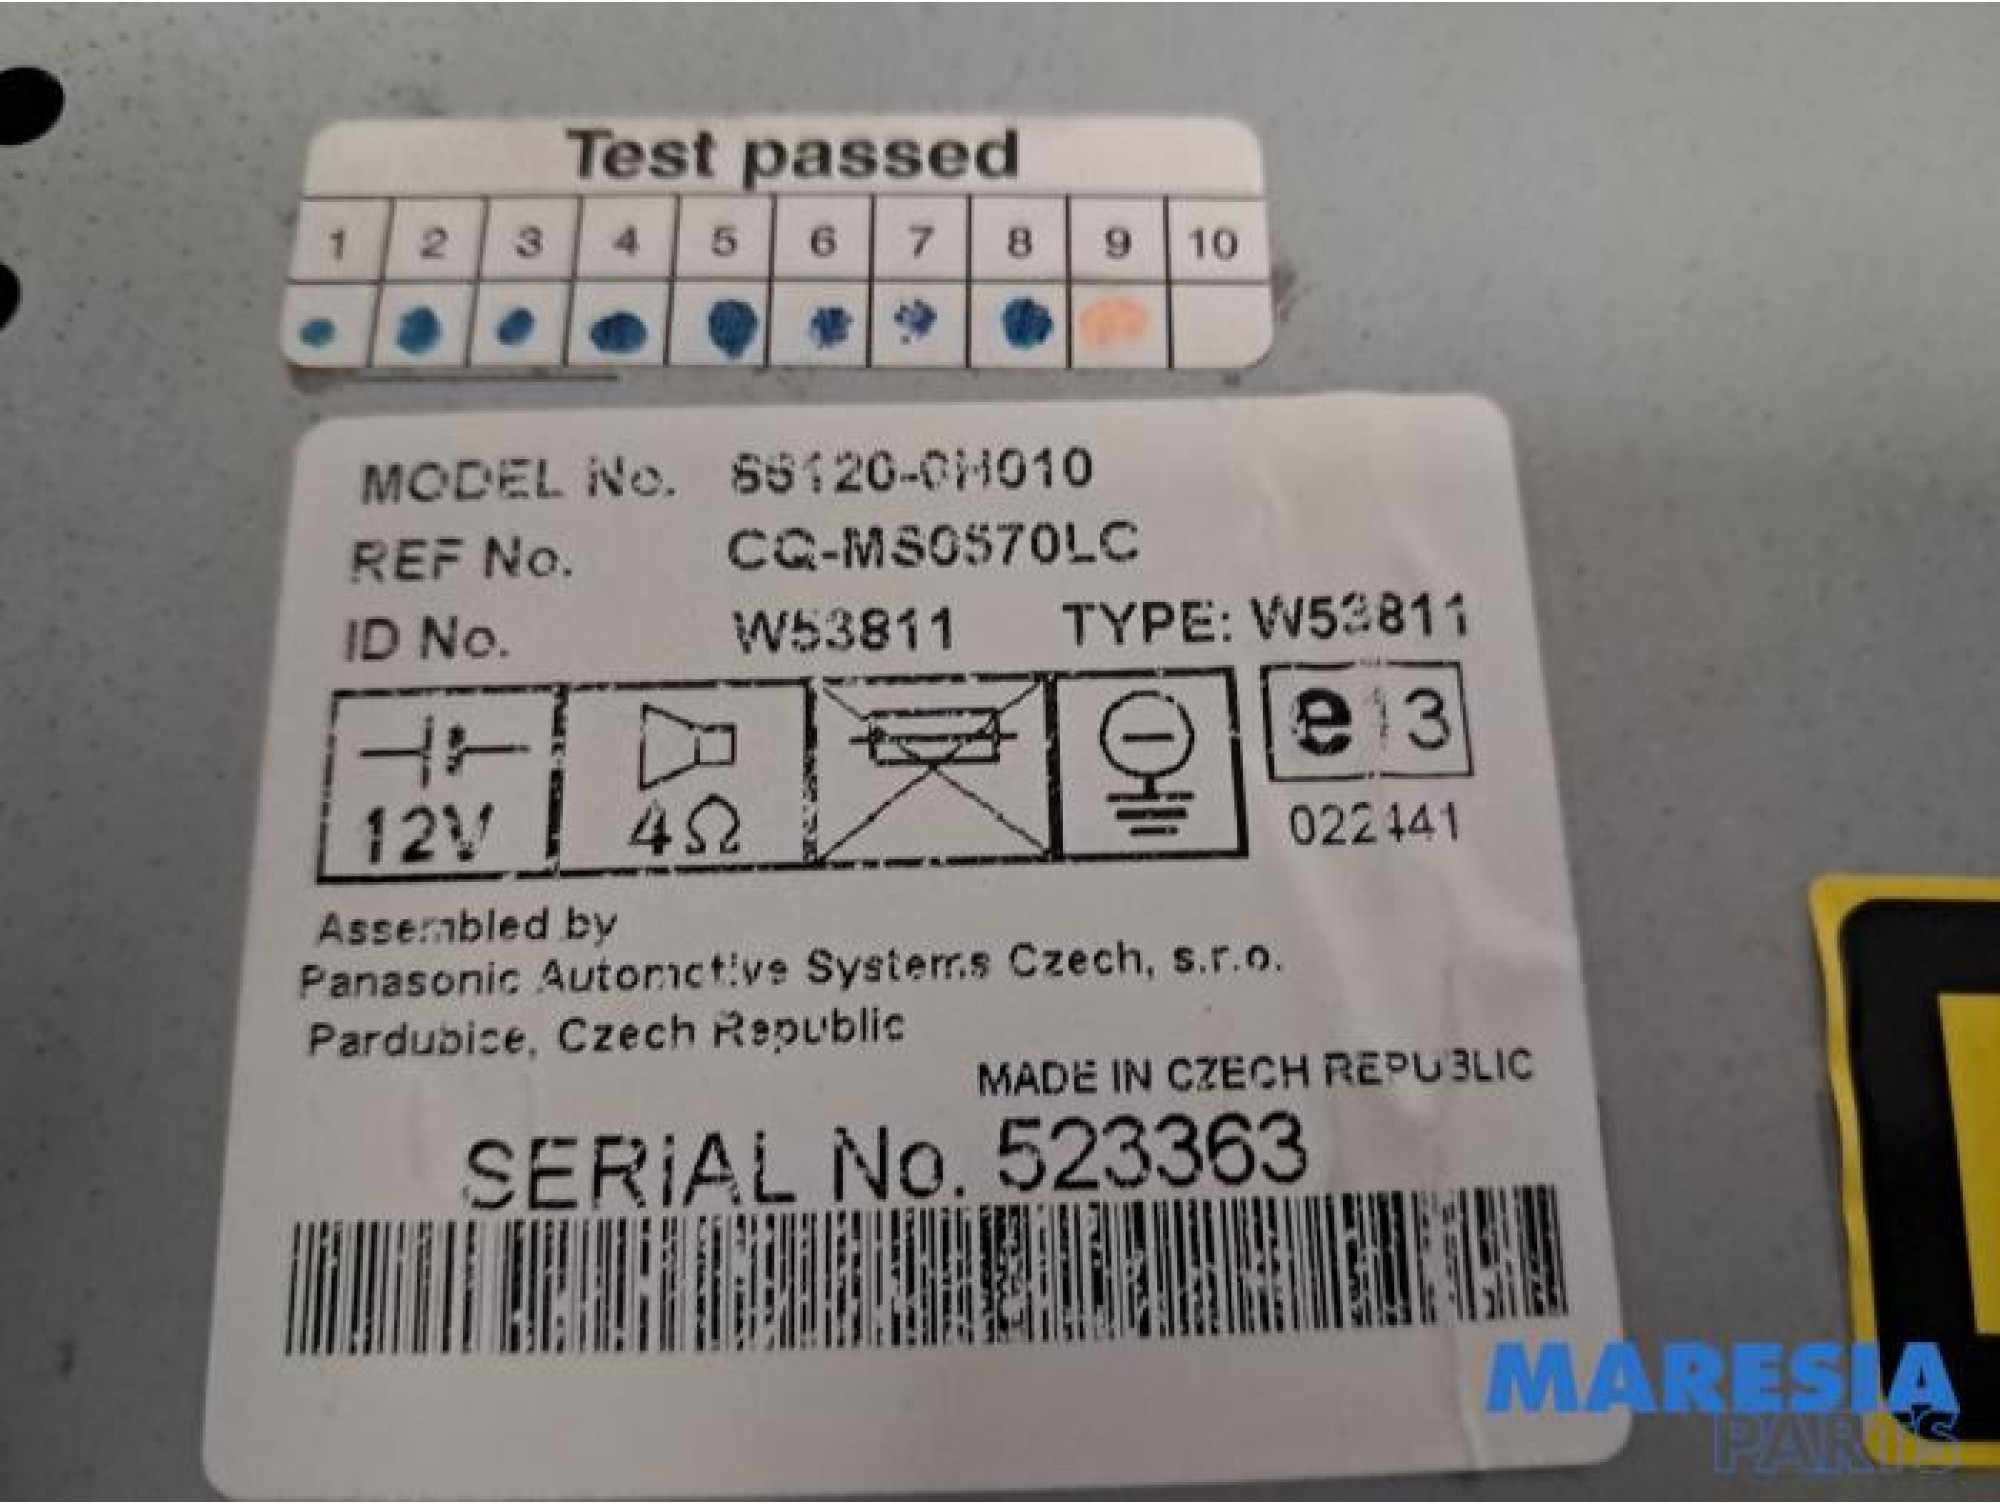 Test passed
1 2 3 4 5 6 7 8 9 10
MODEL No. 86120-0H010
REF No. CQ-MS0570LC
ID No. W53811 TYPE: W53811
12V 4Ω e13
022441
Assembled by
Panasonic Automotive Systems Czech, s.r.o.
Pardubice, Czech Republic
MADE IN CZECH REPUBLIC
SERIAL No. 523363
MARESIA
PARTS